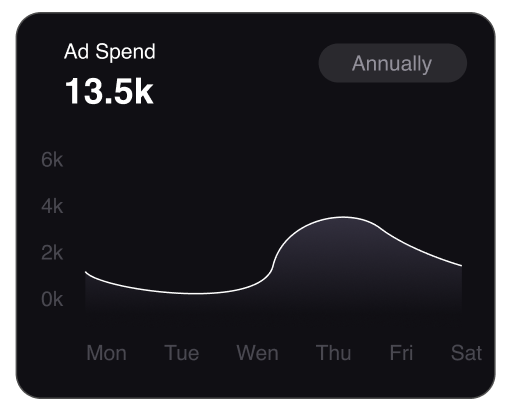 Ad Spend
Annually
13.5k
6k
4k
2k
0k
Mon Tue Wen Thu Fri Sat